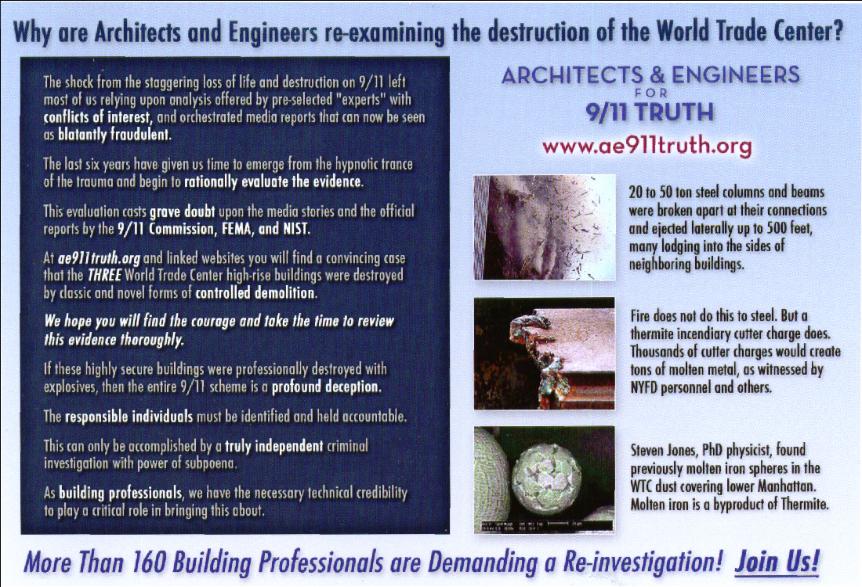 Why are Architects and Engineers re-examining the destruction of the World Trade Center?
The shock from the staggering loss of life and destruction on 9/11 left
most of us relying upon analysis offered by pre-selected "experts" with
conflicts of interest, and orchestrated media reports that can now be seen
as blatantly fraudulent.
The last six years have given us time to emerge from the hypnotic trance
of the trauma and begin to rationally evaluate the evidence.
This evaluation casts grave doubt upon the media stories and the official
reports by the 9/11 Commission, FEMA, and NIST.
At ae911truth.org and linked websites you will find a convincing case
that the THREE World Trade Center high-rise buildings were destroyed
by classic and novel forms of controlled demolition.
We hope you will find the courage and take the time to review
this evidence thoroughly.
If these highly secure buildings were professionally destroyed with
explosives, then the entire 9/11 scheme is a profound deception.
The responsible individuals must be identified and held accountable.
This can only be accomplished by a truly independent criminal
investigation with power of subpoena.
As building professionals, we have the necessary technical credibility
to play a critical role in bringing this about.
ARCHITECTS & ENGINEERS
FOR
9/11 TRUTH
www.ae911truth.org
20 to 50 ton steel columns and beams
were broken apart at their connections
and ejected laterally up to 500 feet,
many lodging into the sides of
neighboring buildings.
Fire does not do this to steel. But a
thermite incendiary cutter charge does.
Thousands of cutter charges would create
tons of molten metal, as witnessed by
NYFD personnel and others.
Steven Jones, PhD physicist, found
previously molten iron spheres in the
WTC dust covering lower Manhattan.
Molten iron is a byproduct of Thermite.
More Than 160 Building Professionals are Demanding a Re-investigation! Join Us!